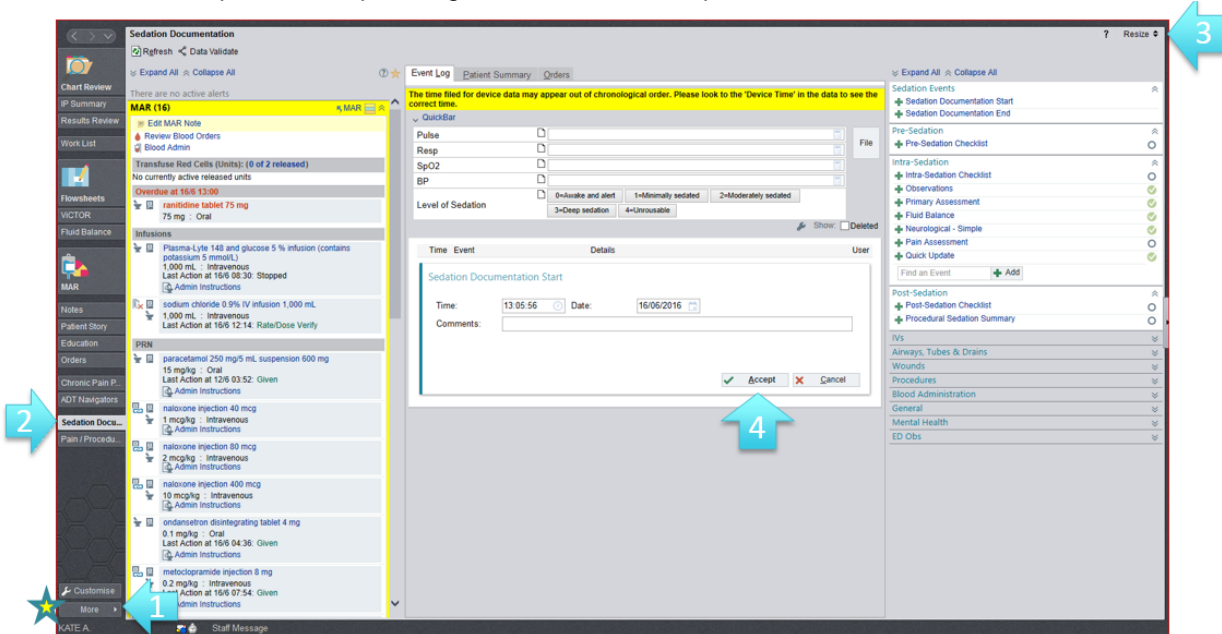 Sedation Documentation
? Resize
3
Refresh Data Validate
Chart Review
IP Summary
Results Review
Work List
Flowsheets
VICTOR
Fluid Balance
MAR
Notes
Patient Story
Education
Orders
Chronic Pain P...
ADT Navigators
2
Sedation Docu...
Pain / Procedu...
Customise
More
1
KATE A.
Staff Message
Expand All Collapse All
There are no active alerts
MAR (16) MAR
Edit MAR Note
Review Blood Orders
Blood Admin
Transfuse Red Cells (Units): (0 of 2 released)
No currently active released units
Overdue at 16/6 13:00
ranitidine tablet 75 mg
75 mg : Oral
Infusions
Plasma-Lyte 148 and glucose 5 % infusion (contains
potassium 5 mmol/L)
1,000 mL : Intravenous
Last Action at 16/6 08:30: Stopped
Admin Instructions
sodium chloride 0.9% IV infusion 1,000 mL
1,000 mL : Intravenous
Last Action at 16/6 12:14: Rate/Dose Verify
PRN
paracetamol 250 mg/5 mL suspension 600 mg
15 mg/kg : Oral
Last Action at 12/6 03:52: Given
Admin Instructions
naloxone injection 40 mcg
1 mcg/kg : Intravenous
Admin Instructions
naloxone injection 80 mcg
2 mcg/kg : Intravenous
Admin Instructions
naloxone injection 400 mcg
10 mcg/kg : Intravenous
Admin Instructions
ondansetron disintegrating tablet 4 mg
0.1 mg/kg : Oral
Last Action at 16/6 04:36: Given
Admin Instructions
metoclopramide injection 8 mg
0.2 mg/kg : Intravenous
Last Action at 16/6 07:54: Given
Admin Instructions
Event Log Patient Summary Orders
The time filed for device data may appear out of chronological order. Please look to the 'Device Time' in the data to see the
correct time.
QuickBar
Pulse
File
Resp
SpO2
BP
Level of Sedation
0=Awake and alert 1=Minimally sedated 2=Moderately sedated
3=Deep sedation 4=Unrousable
Show: Deleted
Time Event Details User
Sedation Documentation Start
Time: 13:05:56 Date: 16/06/2016
Comments:
Accept Cancel
4
Expand All Collapse All
Sedation Events
Sedation Documentation Start
Sedation Documentation End
Pre-Sedation
Pre-Sedation Checklist
Intra-Sedation
Intra-Sedation Checklist
Observations
Primary Assessment
Fluid Balance
Neurological - Simple
Pain Assessment
Quick Update
Find an Event Add
Post-Sedation
Post-Sedation Checklist
Procedural Sedation Summary
IVs
Airways, Tubes & Drains
Wounds
Procedures
Blood Administration
General
Mental Health
ED Obs